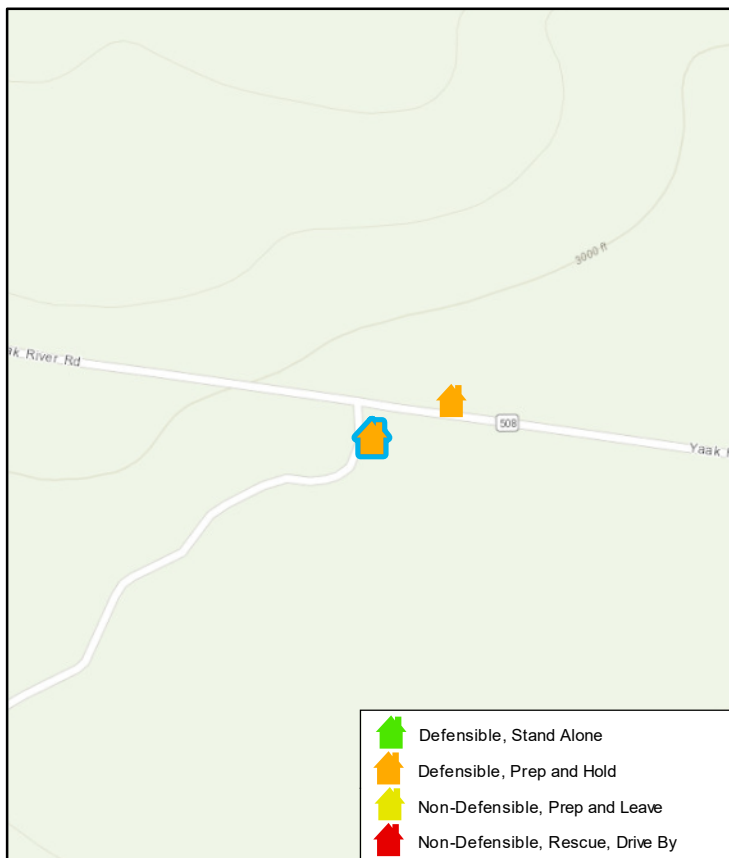 3000 ft
ak River Rd
508
Yaak
Defensible, Stand Alone
Defensible, Prep and Hold
Non-Defensible, Prep and Leave
Non-Defensible, Rescue, Drive By